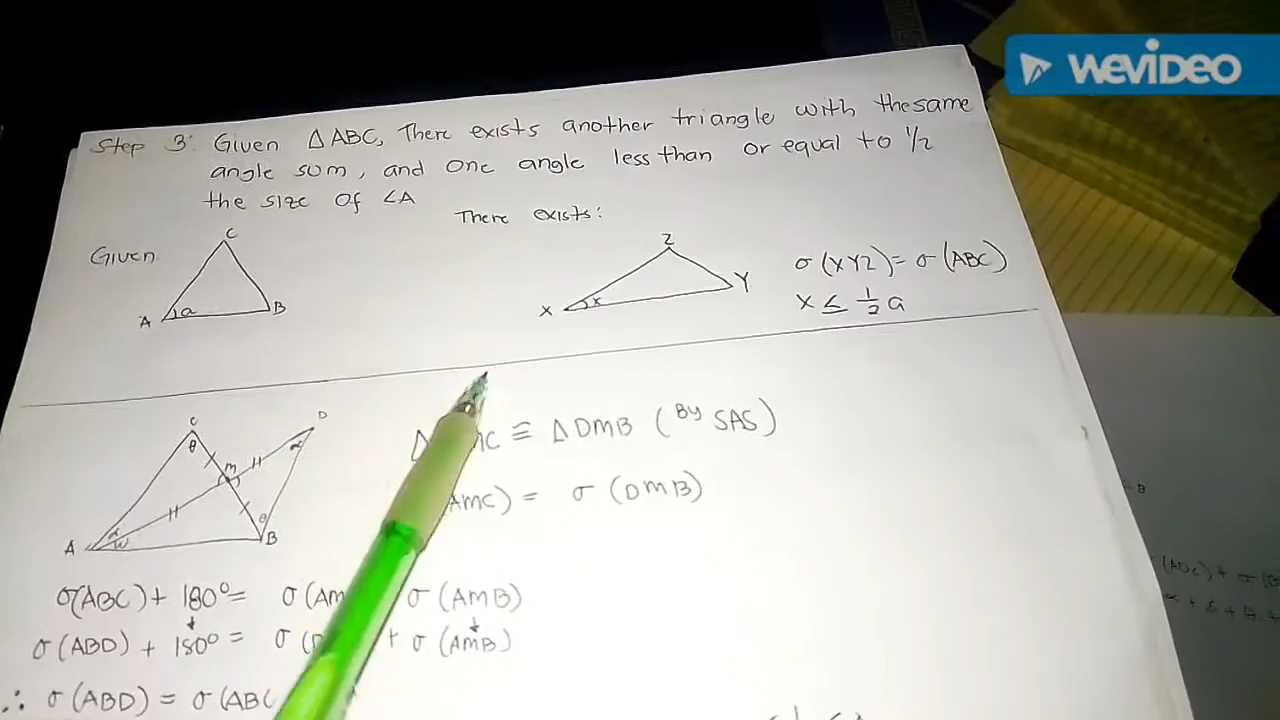 WEVIDEO
Step 3: Given △ABC, There exists another triangle with the same
angle sum, and one angle less than or equal to 1/2
the size of ∠A
There exists:
Given
C
A a B
Z
X x Y
σ(XYZ) = σ(ABC)
x ≤ 1/2 a
C D
θ α
M
α θ
A w B
△ ≅ △DMB (By SAS)
AMC) = σ(DMB)
σ(ABC) + 180° = σ(AM σ(AMB)
σ(ABD) + 180° = σ( + σ(AMB)
∴ σ(ABD) = σ(ABC